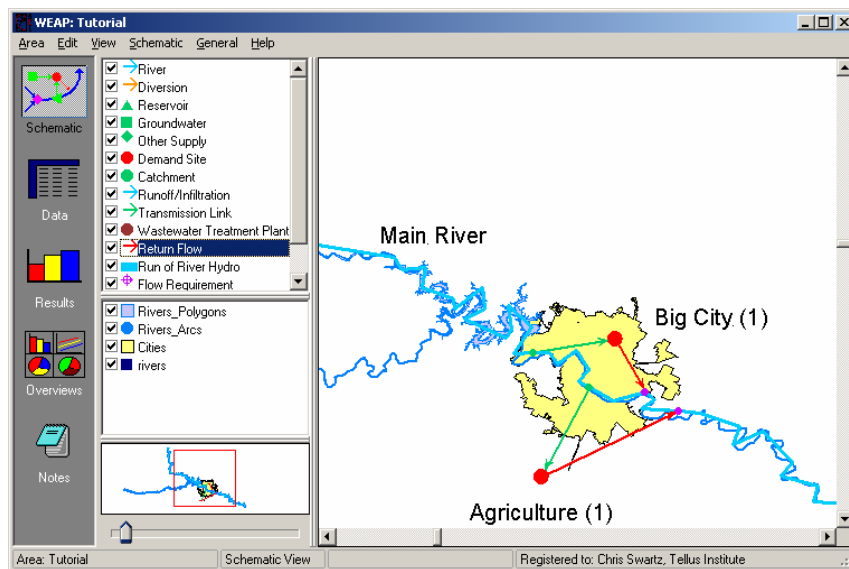 WEAP: Tutorial
Area Edit View Schematic General Help
Schematic
Data
Results
Overviews
Notes
River
Diversion
Reservoir
Groundwater
Other Supply
Demand Site
Catchment
Runoff/Infiltration
Transmission Link
Wastewater Treatment Plant
Return Flow
Run of River Hydro
Flow Requirement
Rivers_Polygons
Rivers_Arcs
Cities
rivers
Main River
Big City (1)
Agriculture (1)
Area: Tutorial
Schematic View
Registered to: Chris Swartz, Tellus Institute